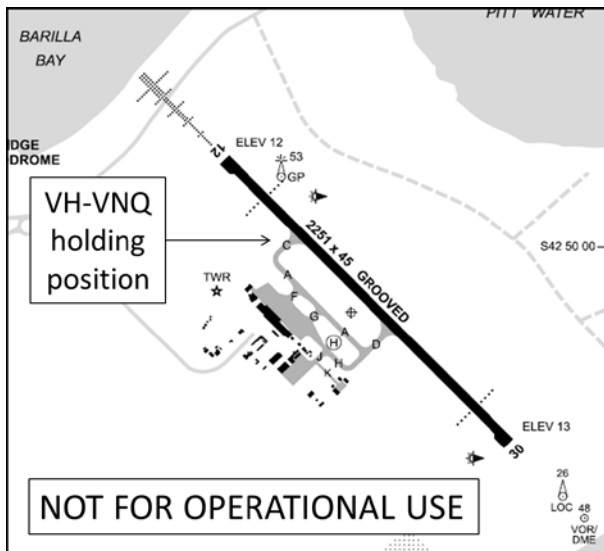 PITT WATER
BARILLA
BAY
DGE
DROME
ELEV 12
12
53
GP
VH-VNQ
holding
position
2251 x 45 GROOVED
S42 50 00
C
A
TWR
F
G
A
H
D
J
H
K
ELEV 13
30
26
LOC
48
VOR/
DME
NOT FOR OPERATIONAL USE